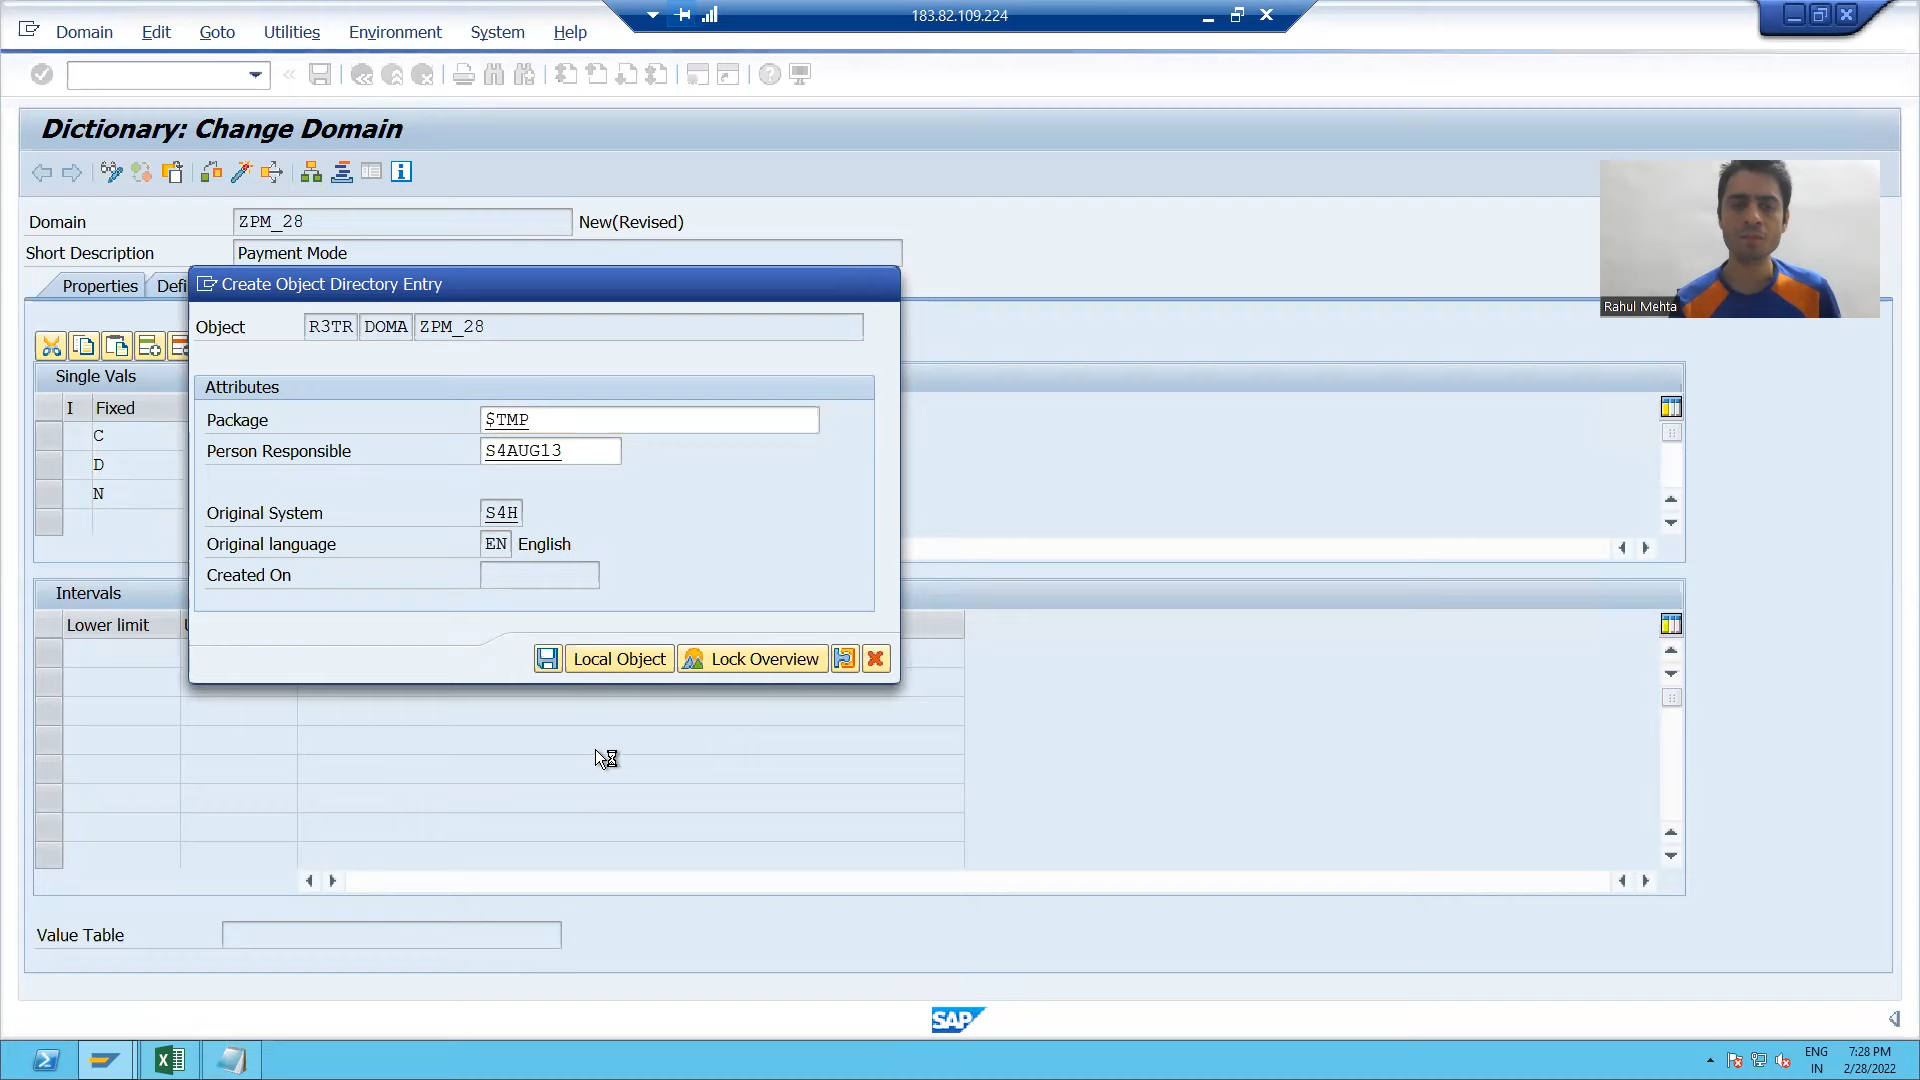 183.82.109.224
Domain Edit Goto Utilities Environment System Help
Dictionary: Change Domain
Domain ZPM_28 New(Revised)
Short Description Payment Mode
Properties Defi
Rahul Mehta
Create Object Directory Entry
Object R3TR DOMA ZPM_28
Attributes
Package $TMP
Person Responsible S4AUG13
Original System S4H
Original language EN English
Created On
Local Object Lock Overview
Single Vals
I Fixed
C
D
N
Intervals
Lower limit
Value Table
SAP
ENG 7:28 PM
IN 2/28/2022